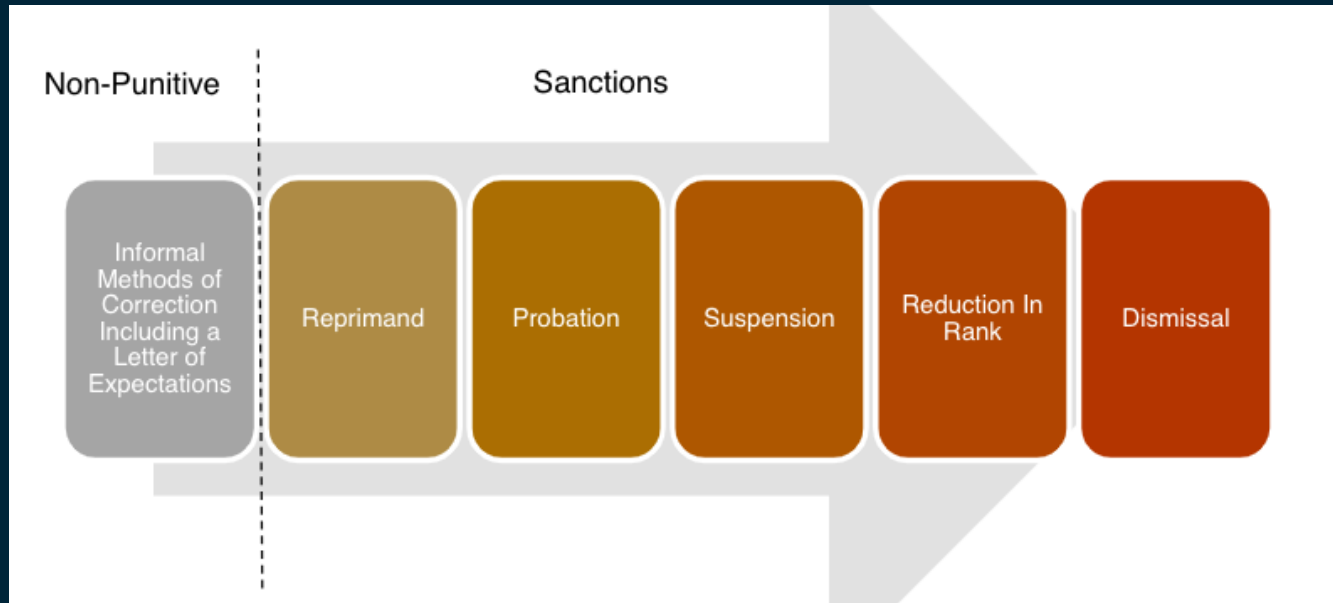 Non-Punitive
Sanctions
Informal
Methods of
Correction
Including a
Letter of
Expectations
Reprimand
Probation
Suspension
Reduction In
Rank
Dismissal